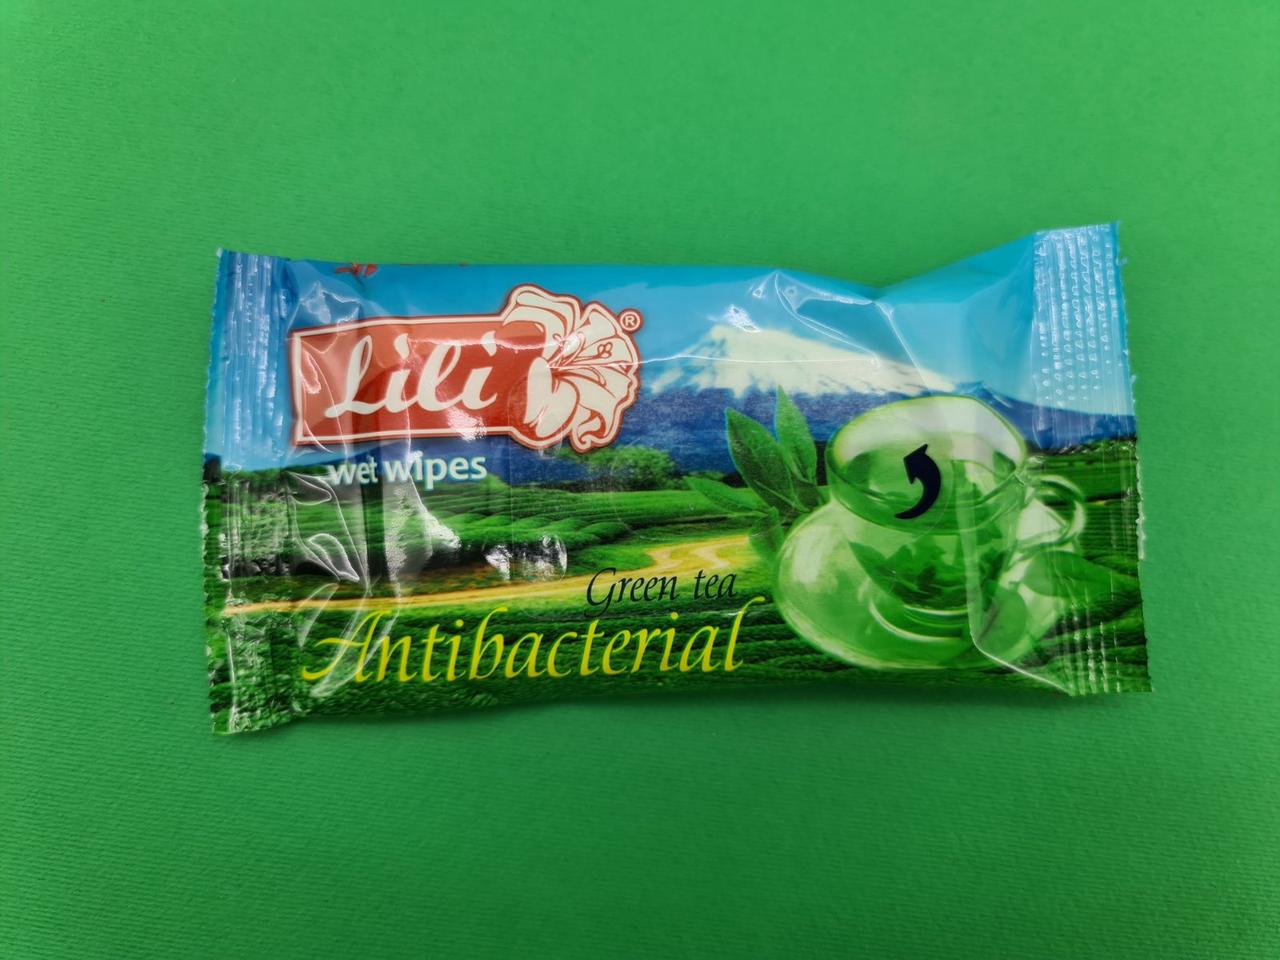 Lili®
wet wipes
Green tea
Antibacterial